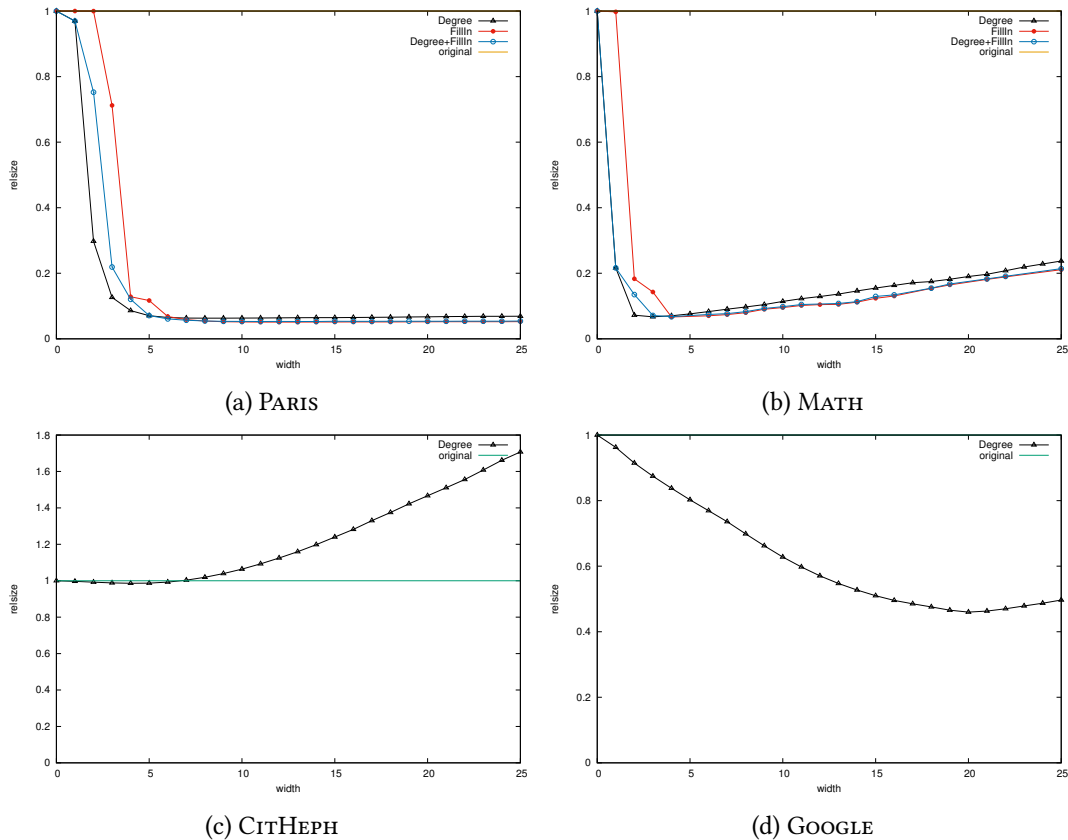 1
0.8
0.6
0.4
0.2
0
0 5 10 15 20 25
relsize
width
Degree
FillIn
Degree+FillIn
original
(a) Paris
1
0.8
0.6
0.4
0.2
0
0 5 10 15 20 25
relsize
width
Degree
FillIn
Degree+FillIn
original
(b) Math
1.8
1.6
1.4
1.2
1
0.8
0.6
0.4
0.2
0
0 5 10 15 20 25
relsize
width
Degree
original
(c) CitHeph
1
0.8
0.6
0.4
0.2
0
0 5 10 15 20 25
relsize
width
Degree
original
(d) Google